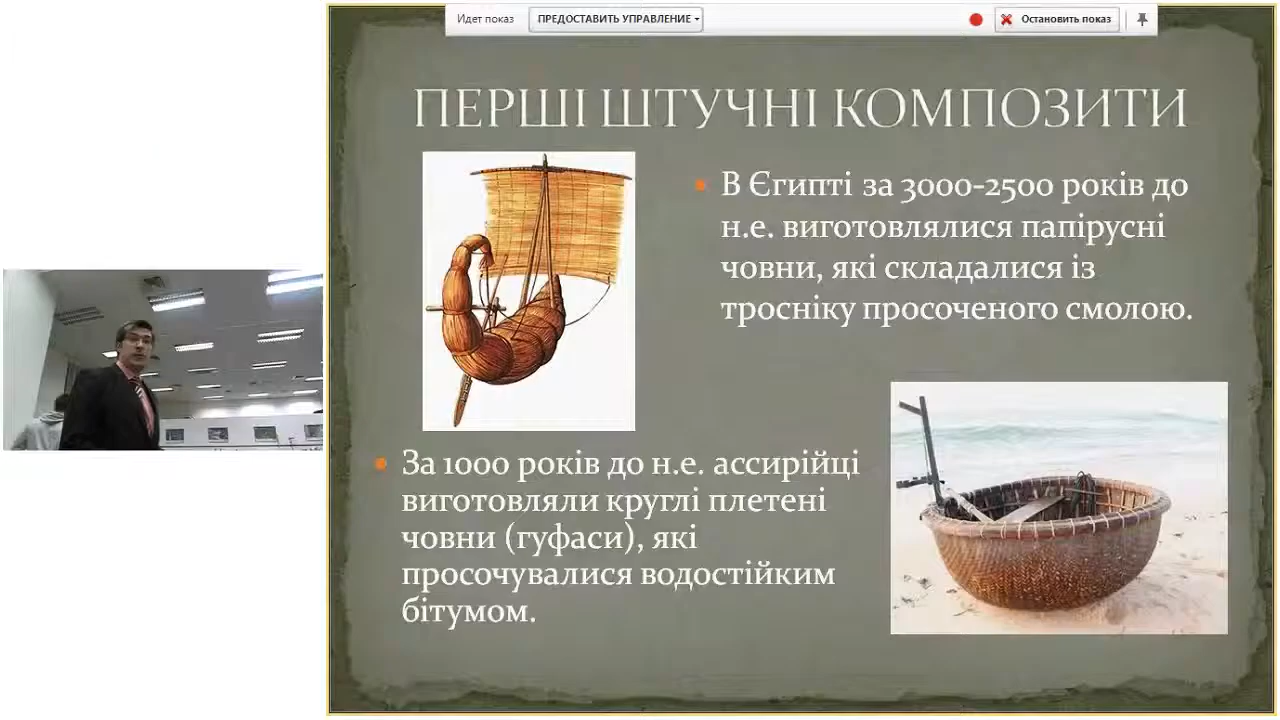 Идет показ
ПРЕДОСТАВИТЬ УПРАВЛЕНИЕ
Остановить показ
ПЕРШІ ШТУЧНІ КОМПОЗИТИ
В Єгипті за 3000-2500 років до
н.е. виготовлялися папірусні
човни, які складалися із
тросніку просоченого смолою.
За 1000 років до н.е. ассирійці
виготовляли круглі плетені
човни (гуфаси), які
просочувалися водостійким
бітумом.